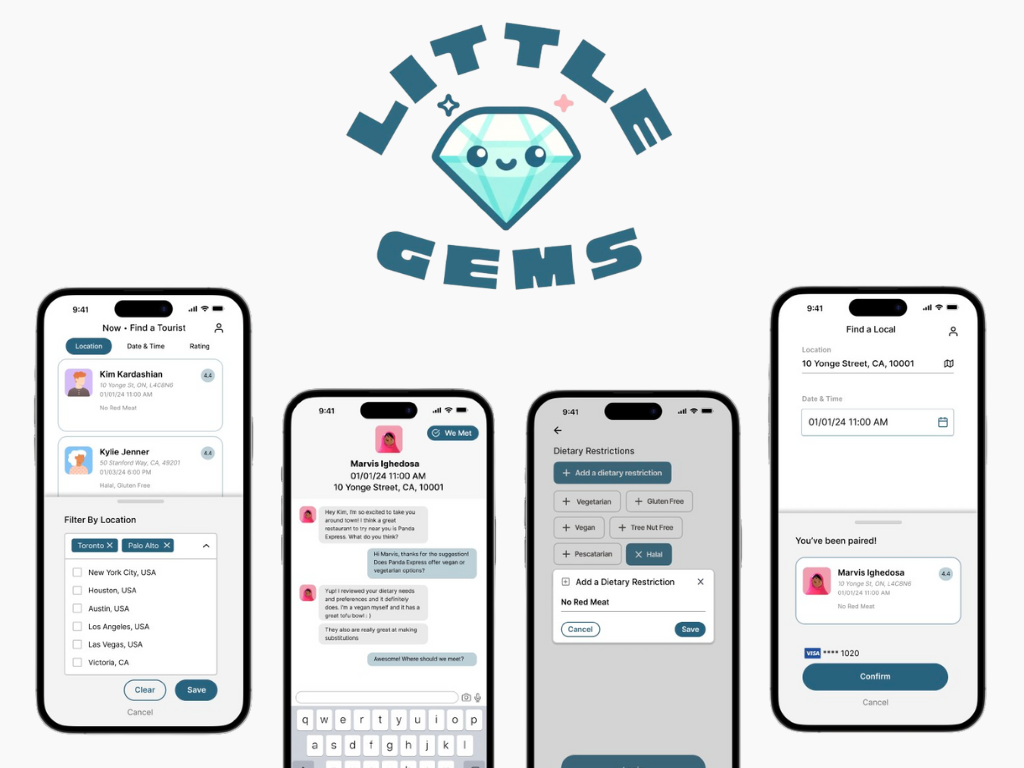 LITTLE
GEMS
9:41
Now • Find a Tourist
Location
Date & Time
Rating
Kim Kardashian
4.4
10 Yonge St, ON, L4C6N6
01/01/24 11:00 AM
No Red Meat
Kylie Jenner
4.4
50 Stanford Way, CA, 49201
01/03/24 6:00 PM
Halal, Gluten Free
Filter By Location
Toronto
Palo Alto
New York City, USA
Houston, USA
Austin, USA
Los Angeles, USA
Las Vegas, USA
Victoria, CA
Clear
Save
Cancel
9:41
We Met
Marvis Ighedosa
01/01/24 11:00 AM
10 Yonge Street, CA, 10001
Hey Kim, I'm so excited to take you
around town! I think a great
restaurant to try near you is Panda
Express. What do you think?
Hi Marvis, thanks for the suggestion!
Does Panda Express offer vegan or
vegetarian options?
Yup! I reviewed your dietary needs
and preferences and it definitely
does. I'm a vegan myself and it has a
great tofu bowl! : )
They also are really great at making
substitutions
Awesome! Where should we meet?
q w e r t y u i o p
a s d f g h j k l
9:41
Dietary Restrictions
+ Add a dietary restriction
+ Vegetarian
+ Gluten Free
+ Vegan
+ Tree Nut Free
+ Pescatarian
Halal
Add a Dietary Restriction
No Red Meat
Cancel
Save
9:41
Find a Local
Location
10 Yonge Street, CA, 10001
Date & Time
01/01/24 11:00 AM
You've been paired!
Marvis Ighedosa
4.4
10 Yonge St, ON, L4C6N6
01/01/24 11:00 AM
No Red Meat
VISA **** 1020
Confirm
Cancel